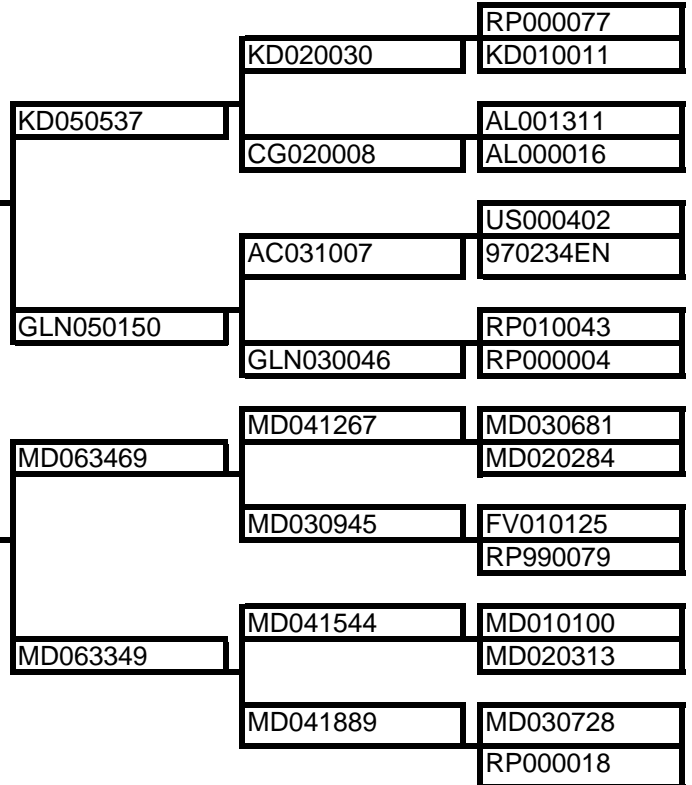 RP000077
KD020030
KD010011
KD050537
AL001311
CG020008
AL000016
US000402
AC031007
970234EN
GLN050150
RP010043
GLN030046
RP000004
MD041267
MD030681
MD063469
MD020284
MD030945
FV010125
RP990079
MD041544
MD010100
MD063349
MD020313
MD041889
MD030728
RP000018